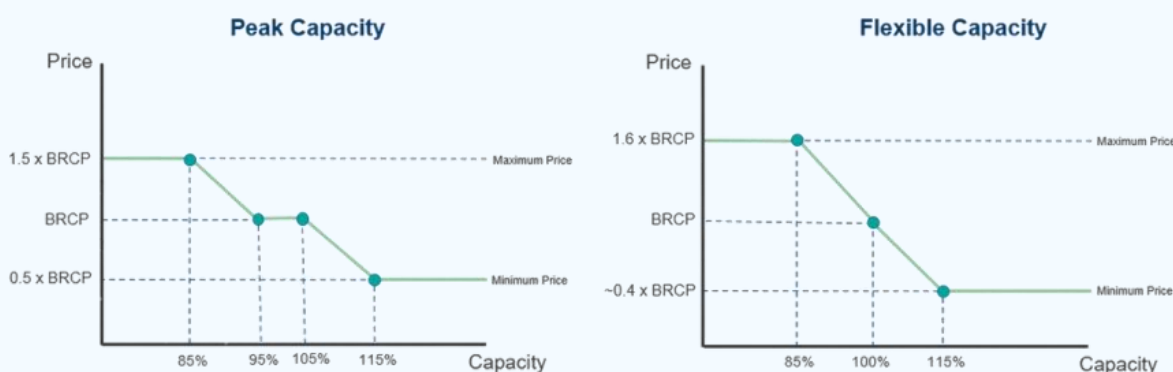 Peak Capacity
Price
1.5 x BRCP
Maximum Price
BRCP
0.5 x BRCP
Minimum Price
85%
95%
105%
115%
Capacity
Flexible Capacity
Price
1.6 x BRCP
Maximum Price
BRCP
~0.4 x BRCP
Minimum Price
85%
100%
115%
Capacity